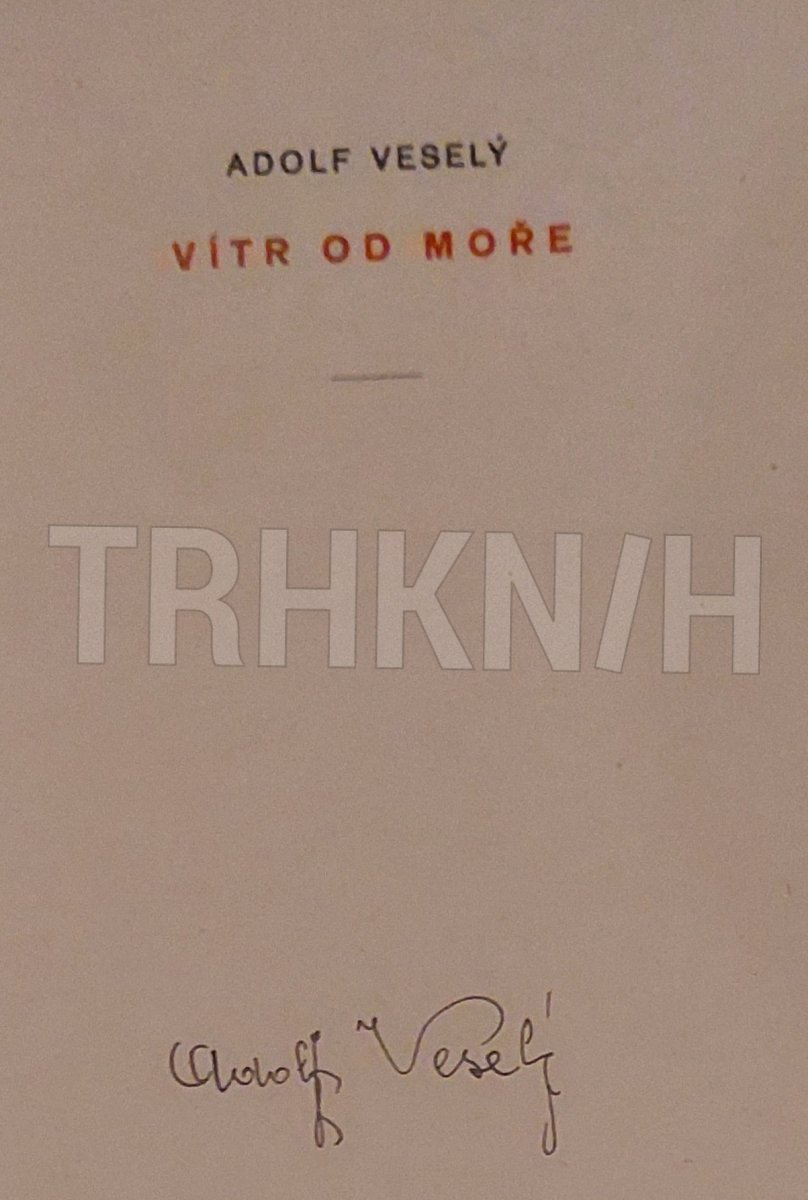 ADOLF VESELÝ
VÍTR OD MOŘE
TRHKNIH
Adolf Veselý